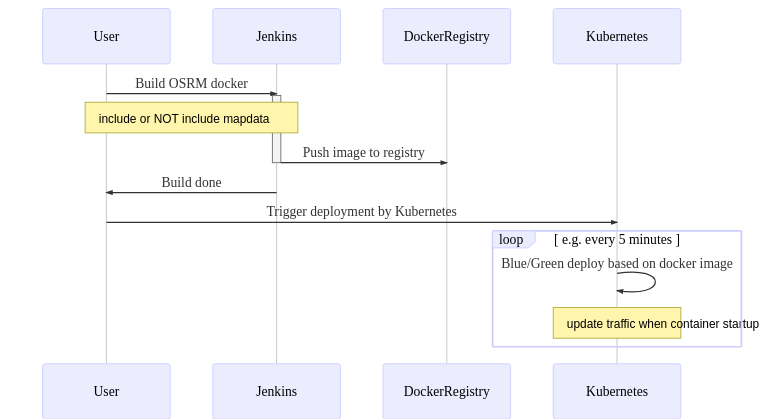 User
Jenkins
DockerRegistry
Kubernetes
Build OSRM docker
include or NOT include mapdata
Push image to registry
Build done
Trigger deployment by Kubernetes
loop
[ e.g. every 5 minutes ]
Blue/Green deploy based on docker image
update traffic when container startup
User
Jenkins
DockerRegistry
Kubernetes